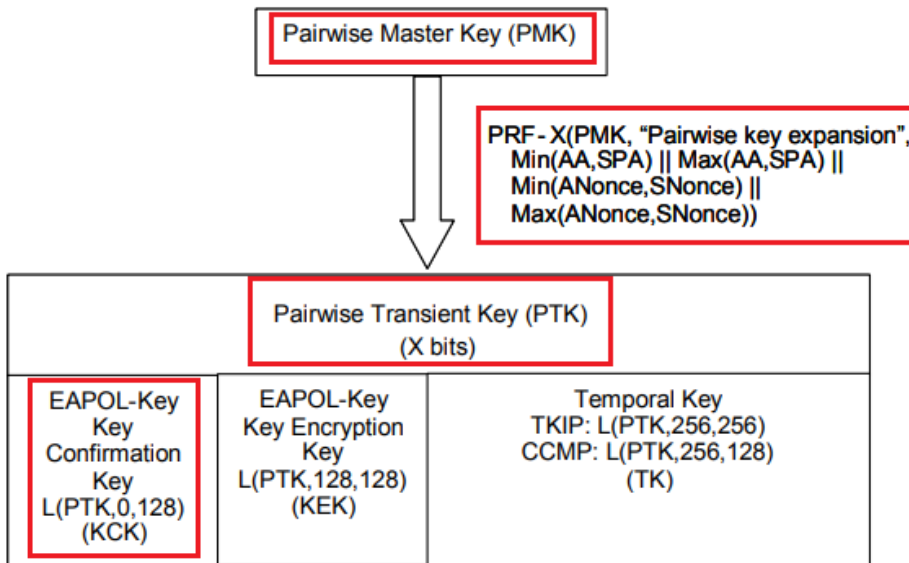 Pairwise Master Key (PMK)
PRF - X(PMK, “Pairwise key expansion”,
Min(AA,SPA) || Max(AA,SPA) ||
Min(ANonce,SNonce) ||
Max(ANonce,SNonce))
Pairwise Transient Key (PTK)
(X bits)
EAPOL-Key
Key
Confirmation
Key
L(PTK,0,128)
(KCK)
EAPOL-Key
Key Encryption
Key
L(PTK,128,128)
(KEK)
Temporal Key
TKIP: L(PTK,256,256)
CCMP: L(PTK,256,128)
(TK)